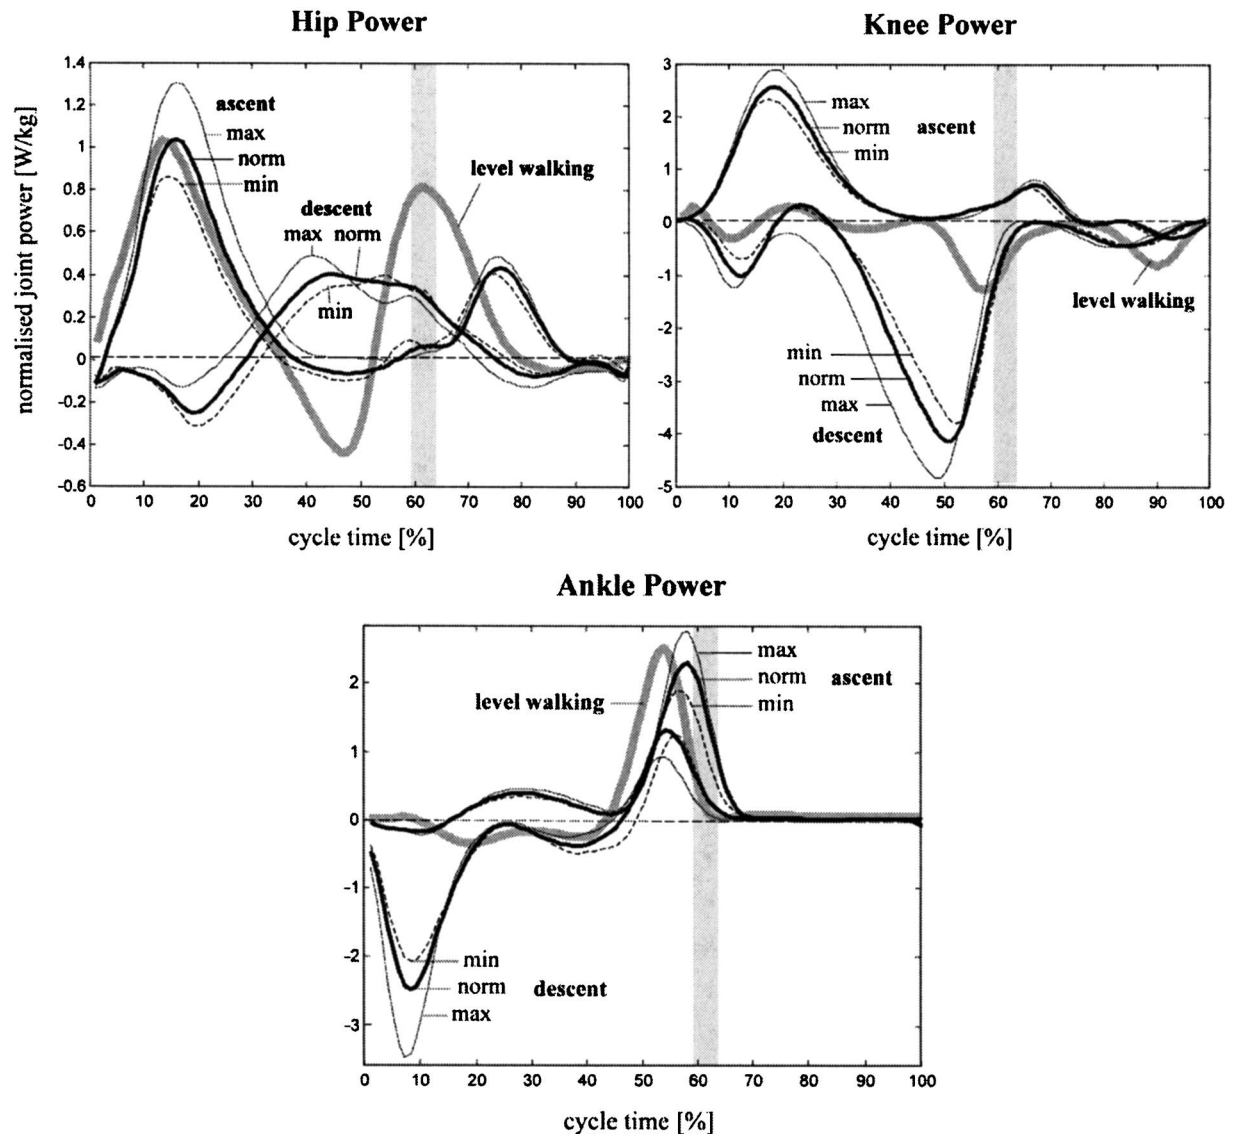 Hip Power
normalised joint power [W/kg]
1.4
1.2
1
0.8
0.6
0.4
0.2
0
-0.2
-0.4
-0.6
ascent
max
norm
min
descent
max norm
min
level walking
0 10 20 30 40 50 60 70 80 90 100
cycle time [%]
Knee Power
3
2
1
0
-1
-2
-3
-4
-5
max
norm ascent
min
level walking
min
norm
max
descent
0 10 20 30 40 50 60 70 80 90 100
cycle time [%]
Ankle Power
2
1
0
-1
-2
-3
level walking
max
norm ascent
min
min
norm descent
max
0 10 20 30 40 50 60 70 80 90 100
cycle time [%]